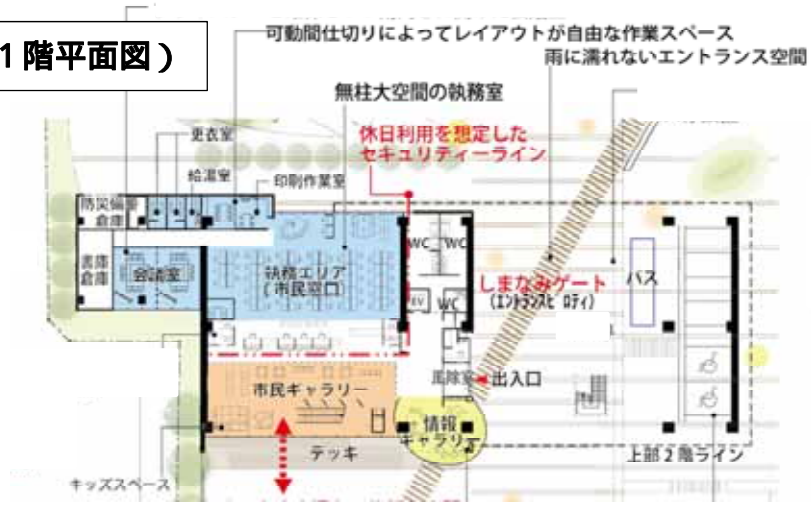 １階平面図）
可動間仕切りによってレイアウトが自由な作業スペース
雨に濡れないエントランス空間
無柱大空間の執務室
更衣室
休日利用を想定した
セキュリティーライン
給湯室
印刷作業室
防災備蓄
倉庫
WC
WC
書庫
倉庫
会議室
執務エリア
（市民窓口）
しまなみゲート
（エントランスピロティ）
バス
EV
WC
風除室
出入口
市民ギャラリー
情報
ギャラリー
デッキ
上部２階ライン
キッズスペース